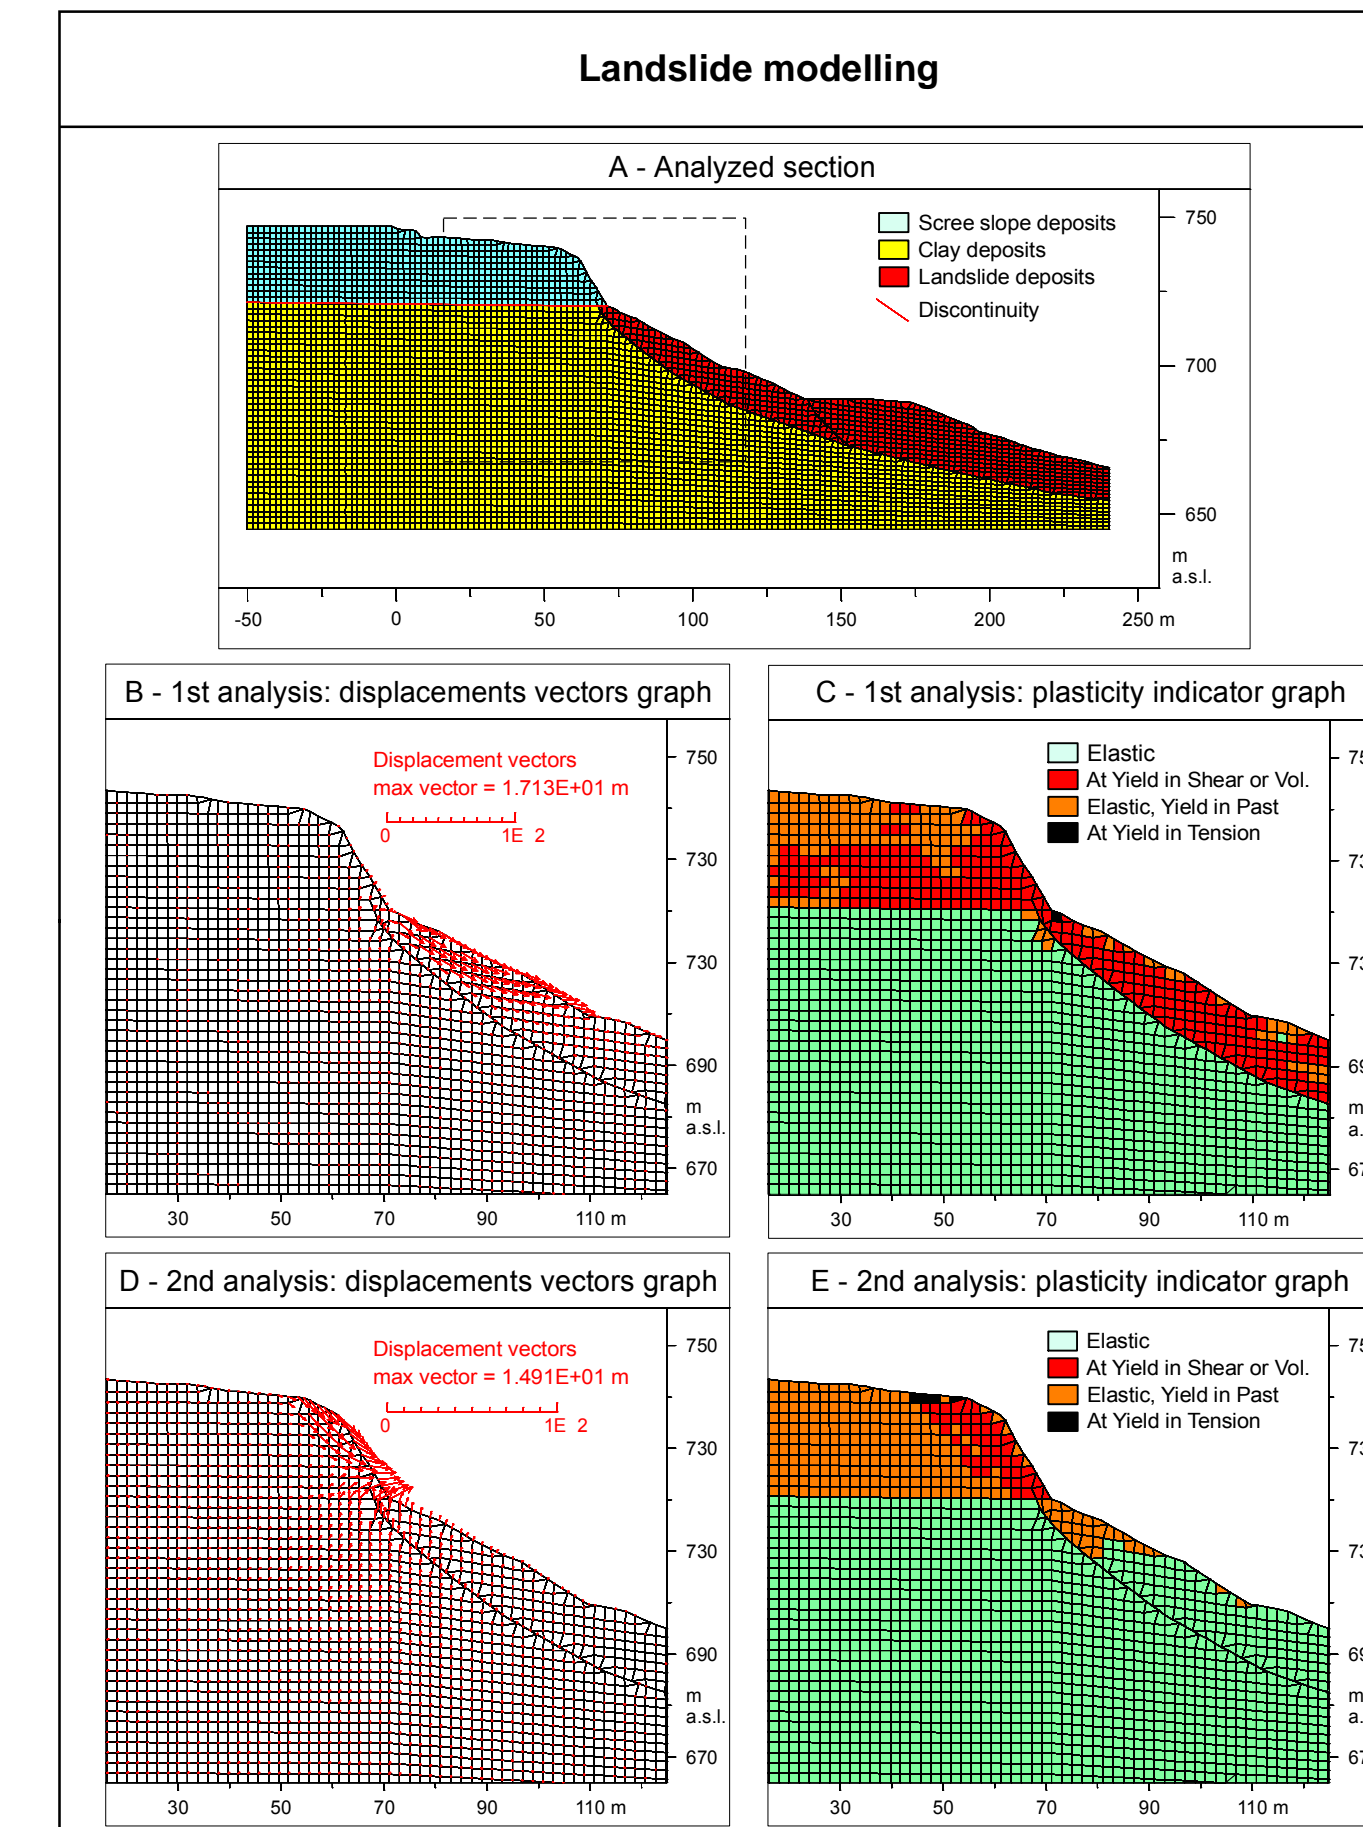 Landslide modelling
A - Analyzed section
Scree slope deposits
Clay deposits
Landslide deposits
Discontinuity
750
700
650
m
a.s.l.
-50 0 50 100 150 200 250 m
B - 1st analysis: displacements vectors graph
Displacement vectors
max vector = 1.713E+01 m
0 1E 2
750
730
730
690
m
a.s.l.
670
30 50 70 90 110 m
C - 1st analysis: plasticity indicator graph
Elastic
At Yield in Shear or Vol.
Elastic, Yield in Past
At Yield in Tension
m
30 50 70 90 110 m
D - 2nd analysis: displacements vectors graph
Displacement vectors
max vector = 1.491E+01 m
0 1E 2
750
730
730
690
m
a.s.l.
670
30 50 70 90 110 m
E - 2nd analysis: plasticity indicator graph
Elastic
At Yield in Shear or Vol.
Elastic, Yield in Past
At Yield in Tension
m
30 50 70 90 110 m